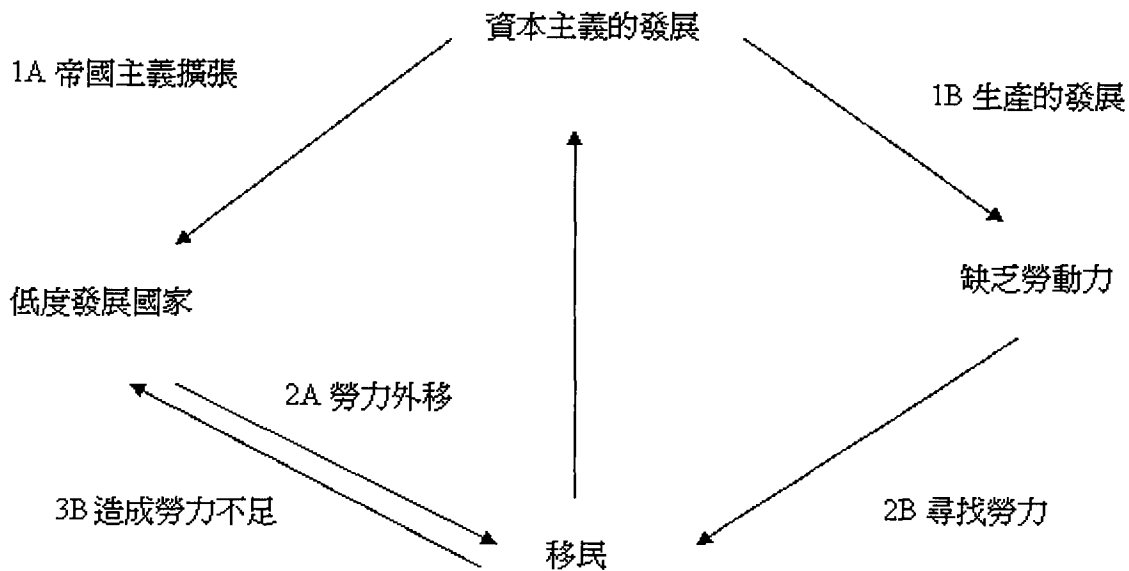 資本主義的發展
1A 帝國主義擴張
1B 生產的發展
低度發展國家
缺乏勞動力
2A 勞力外移
3B 造成勞力不足
2B 尋找勞力
移民